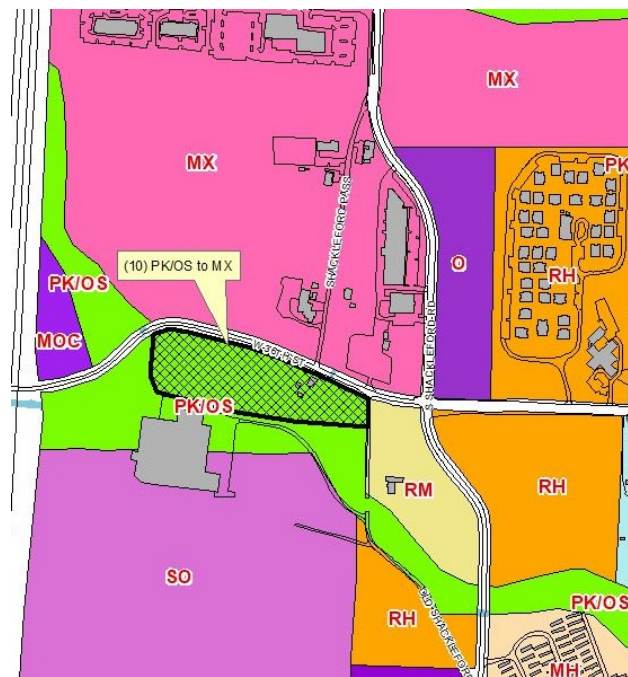 MX
MX
PK
SHACKLEFORD PASS
(10) PK/OS to MX
O
RH
PK/OS
MOC
W 36TH ST
S SHACKLEFORD RD
PK/OS
RM
RH
SO
PK/OS
RH
OLD SHACKLEFORD
MH